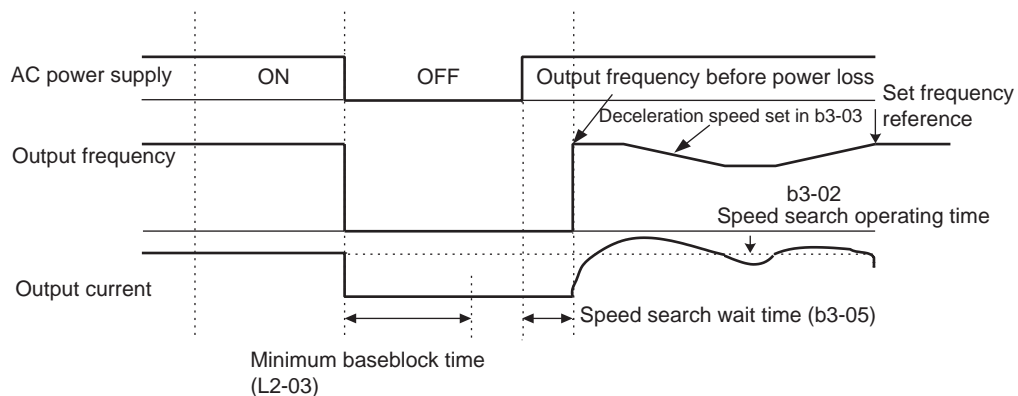 AC power supply
ON
OFF
Output frequency before power loss
Set frequency
reference
Deceleration speed set in b3-03
Output frequency
b3-02
Speed search operating time
Output current
Speed search wait time (b3-05)
Minimum baseblock time
(L2-03)